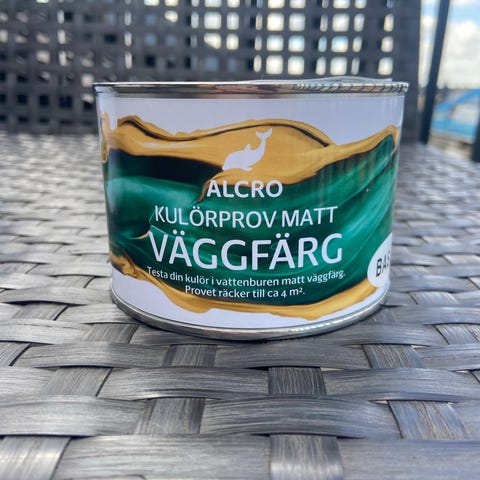 ALCRO
KULÖRPROV MATT
VÄGGFÄRG
Testa din kulör i vattenburen matt väggfärg.
Provet räcker till ca 4 m².